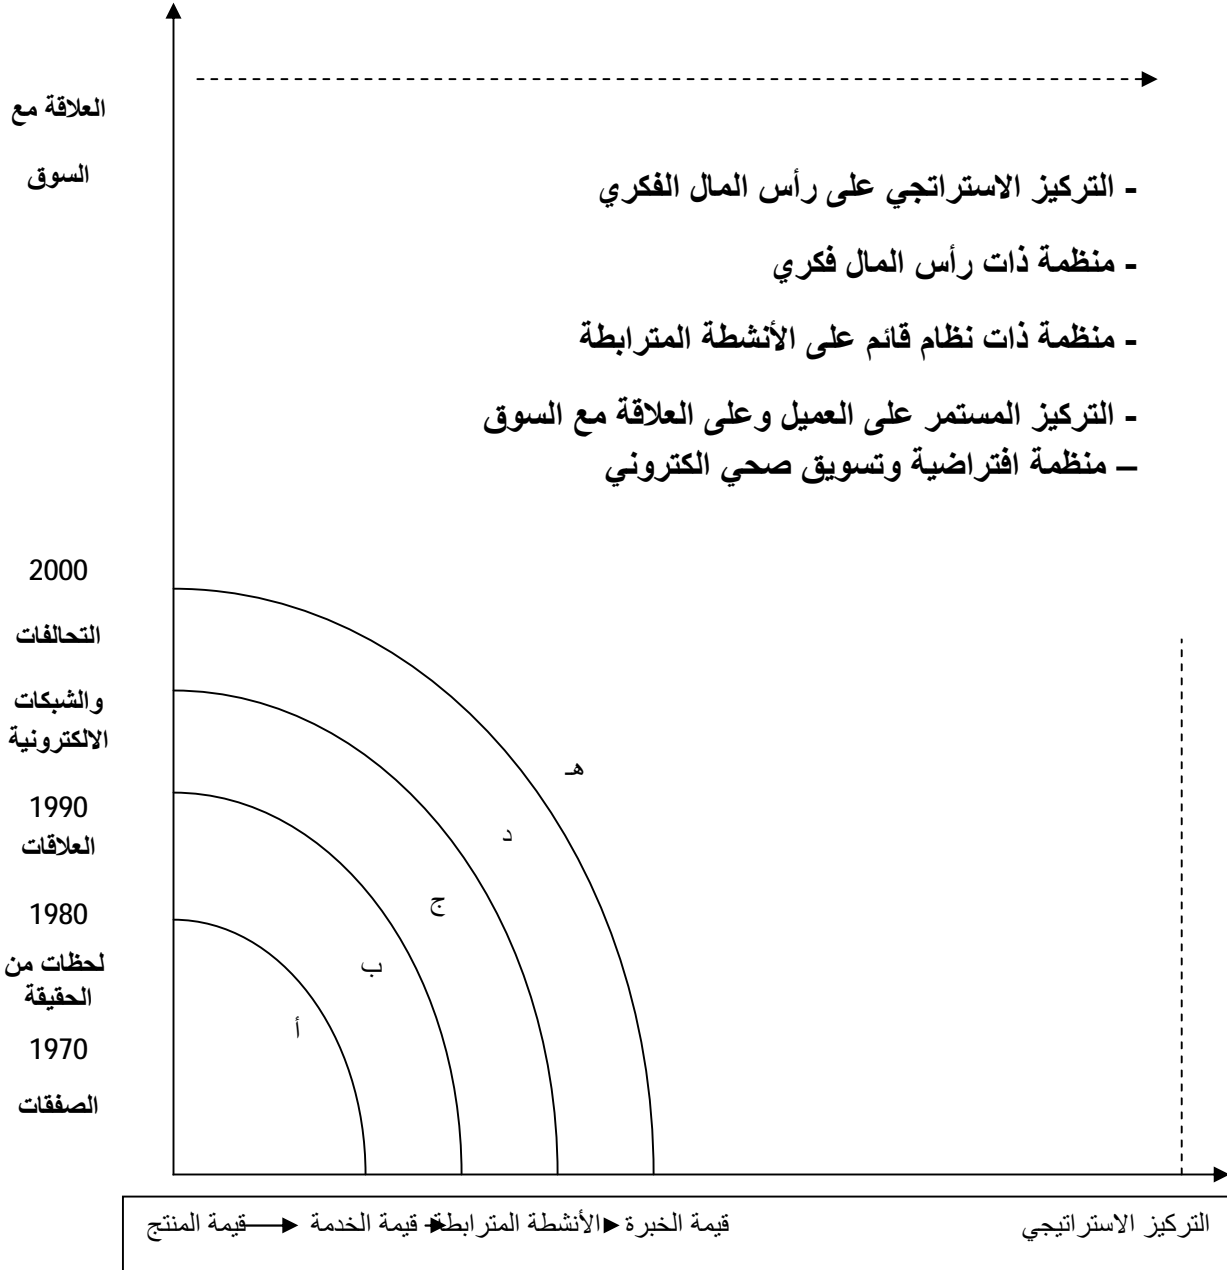 العلاقة مع
السوق
- التركيز الاستراتجي على رأس المال الفكري
- منظمة ذات رأس المال فكري
- منظمة ذات نظام قائم على الأنشطة المترابطة
- التركيز المستمر على العميل وعلى العلاقة مع السوق
– منظمة افتراضية وتسويق صحي الكتروني
2000
التحالفات
والشبكات
الالكترونية
1990
العلاقات
1980
لحظات من
الحقيقة
1970
الصفقات
هـ
د
ج
ب
أ
قيمة المنتج
قيمة الخدمة
الأنشطة المترابطة
قيمة الخبرة
التركيز الاستراتيجي